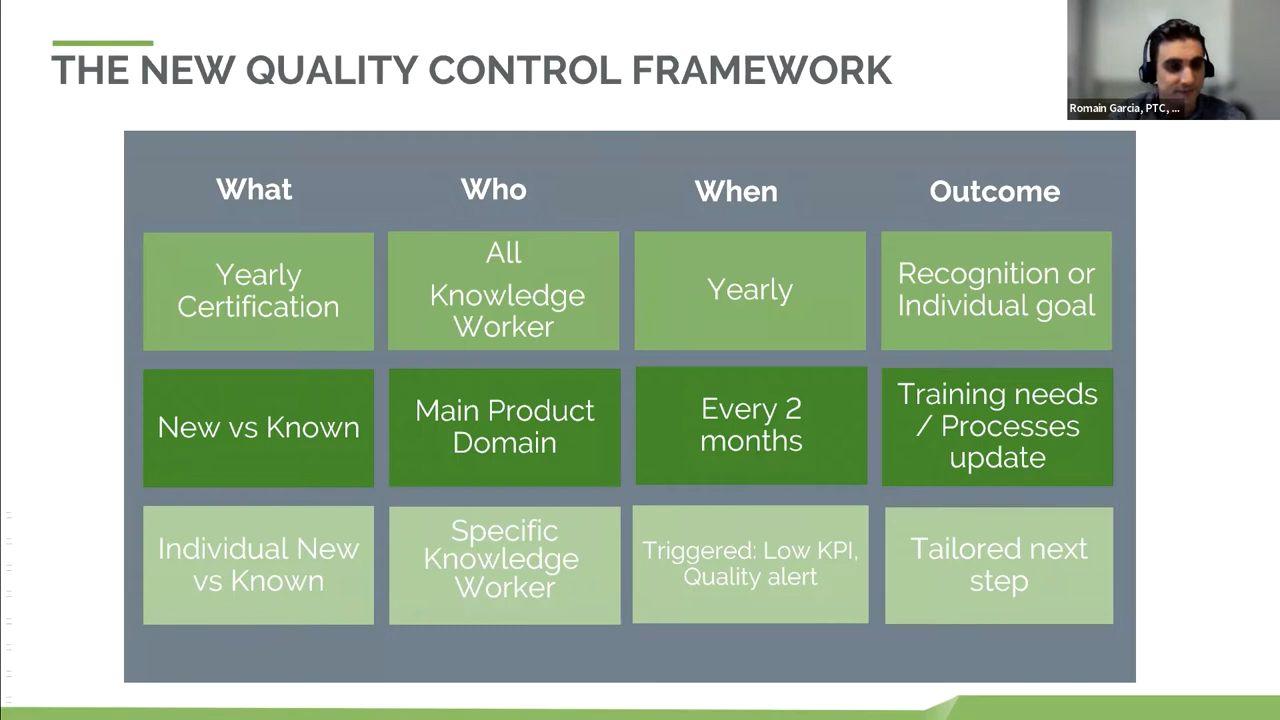 THE NEW QUALITY CONTROL FRAMEWORK
Romain Garcia, PTC, ...
What
Who
When
Outcome
Yearly
Certification
All
Knowledge
Worker
Yearly
Recognition or
Individual goal
New vs Known
Main Product
Domain
Every 2
months
Training needs
/ Processes
update
Individual New
vs Known
Specific
Knowledge
Worker
Triggered: Low KPI,
Quality alert
Tailored next
step